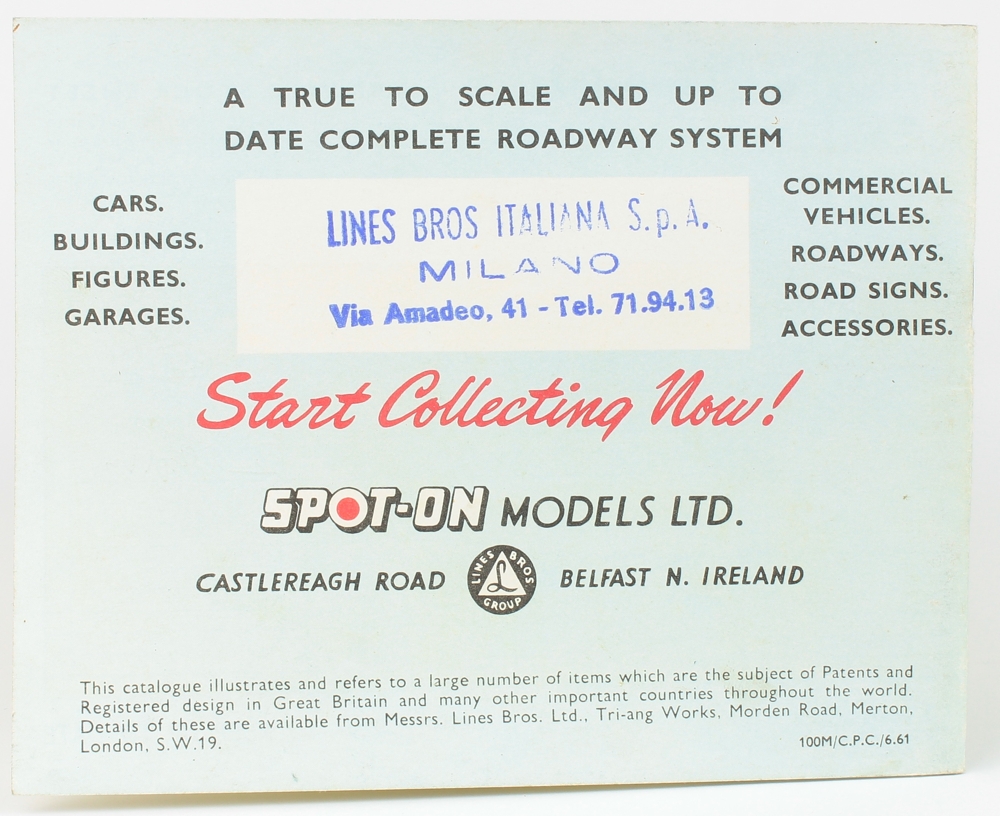 A TRUE TO SCALE AND UP TO
DATE COMPLETE ROADWAY SYSTEM
CARS.
BUILDINGS.
FIGURES.
GARAGES.
LINES BROS ITALIANA S.p.A.
MILANO
Via Amadeo, 41 - Tel. 71.94.13
COMMERCIAL
VEHICLES.
ROADWAYS.
ROAD SIGNS.
ACCESSORIES.
Start Collecting Now!
SPOT-ON MODELS LTD.
CASTLEREAGH ROAD LINES BROS GROUP L BELFAST N. IRELAND
This catalogue illustrates and refers to a large number of items which are the subject of Patents and
Registered design in Great Britain and many other important countries throughout the world.
Details of these are available from Messrs. Lines Bros. Ltd., Tri-ang Works, Morden Road, Merton,
London, S.W.19.
100M/C.P.C./6.61